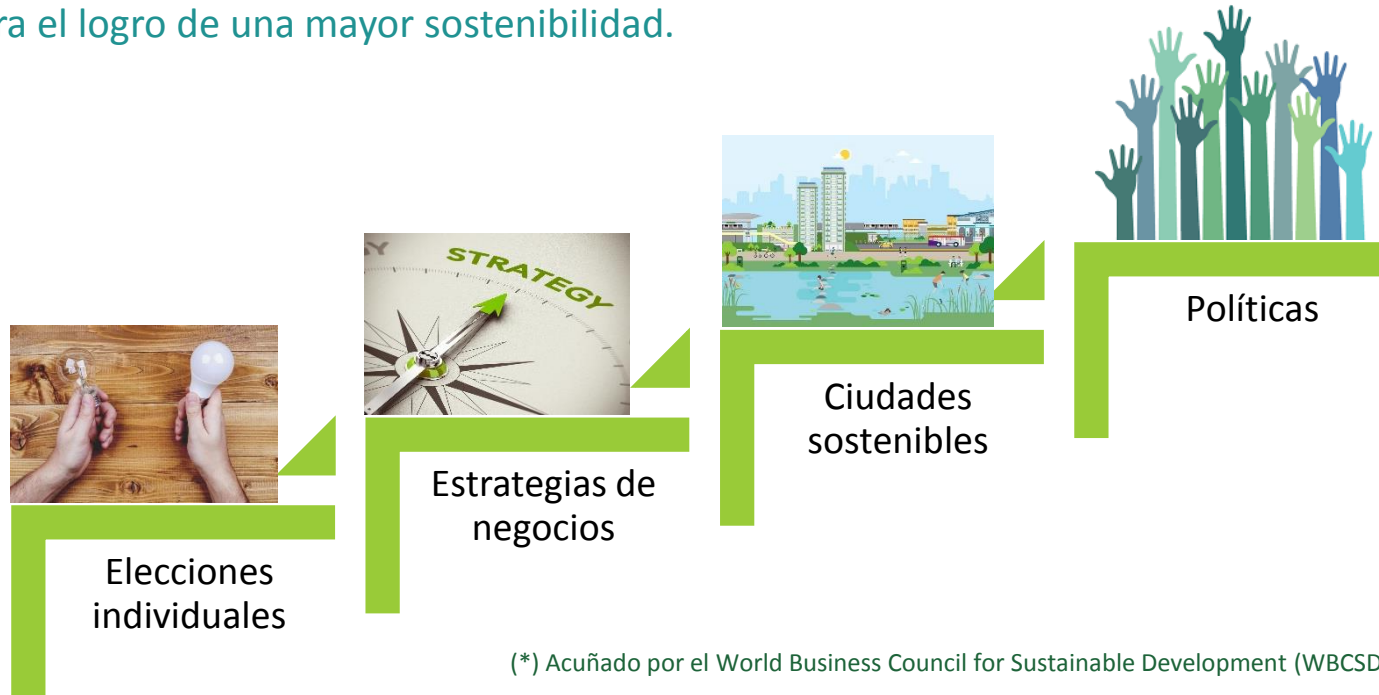 ra el logro de una mayor sostenibilidad.
STRATEGY
Políticas
Ciudades
sostenibles
Estrategias de
negocios
Elecciones
individuales
(*) Acuñado por el World Business Council for Sustainable Development (WBCSD